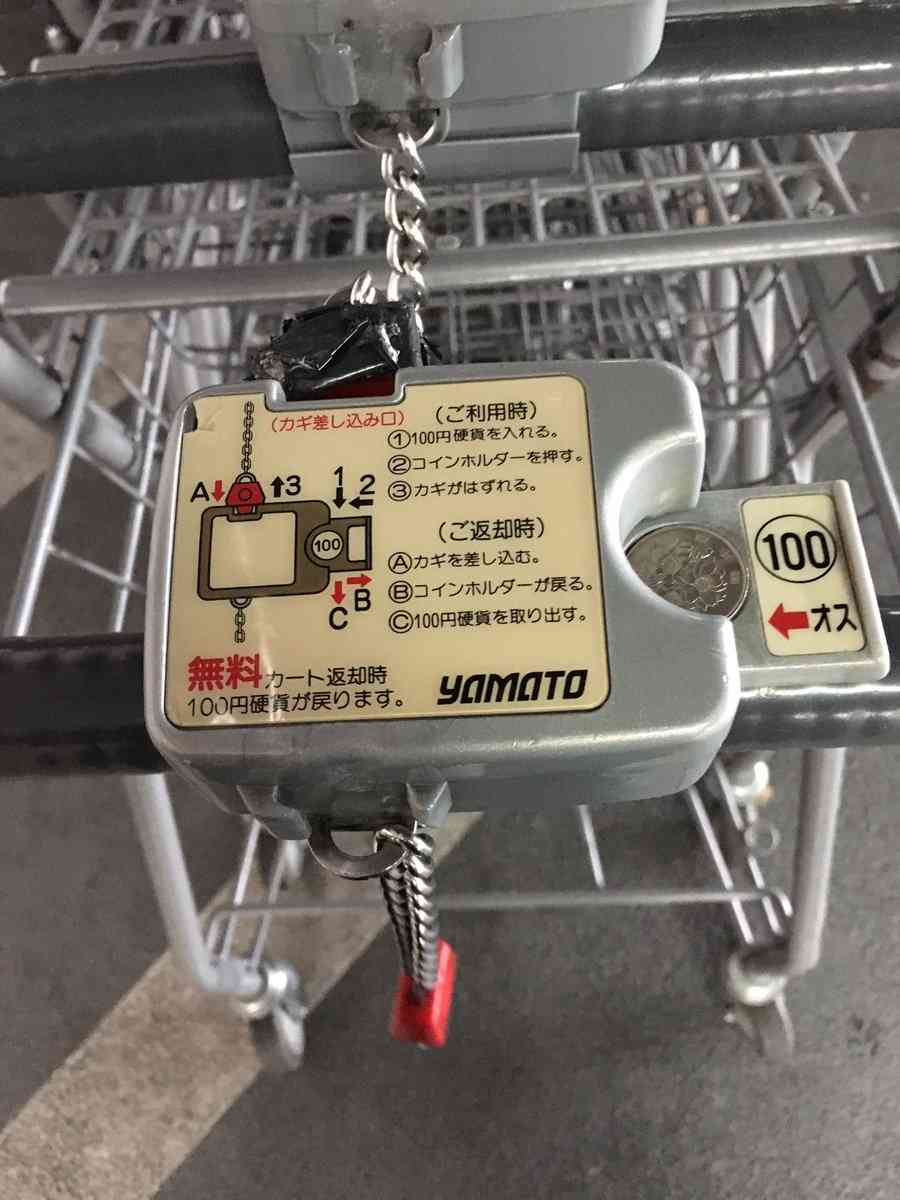 (カギ差し込み口)
(ご利用時)
①100円硬貨を入れる。
②コインホルダーを押す。
③カギがはずれる。
A↓
↑3
1↓
←2
100
C↓
→B
(ご返却時)
Ⓐカギを差し込む。
Ⓑコインホルダーが戻る。
Ⓒ100円硬貨を取り出す。
無料カート返却時
100円硬貨が戻ります。
YAMATO
100
←オス